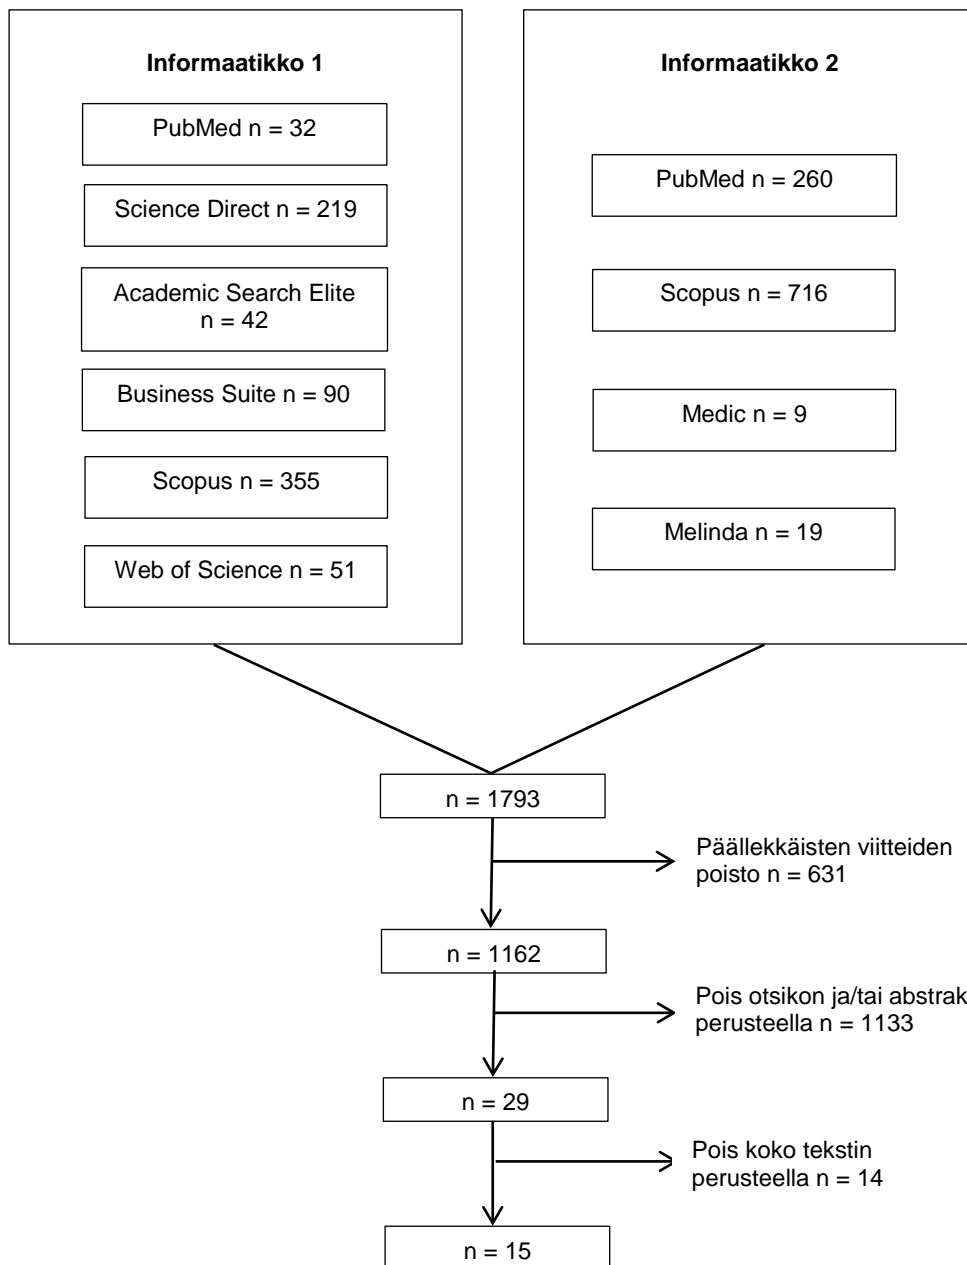 Informaatikko 1
PubMed n = 32
Science Direct n = 219
Academic Search Elite
n = 42
Business Suite n = 90
Scopus n = 355
Web of Science n = 51
Informaatikko 2
PubMed n = 260
Scopus n = 716
Medic n = 9
Melinda n = 19
n = 1793
Päällekkäisten viitteiden
poisto n = 631
n = 1162
Pois otsikon ja/tai abstrak
perusteella n = 1133
n = 29
Pois koko tekstin
perusteella n = 14
n = 15